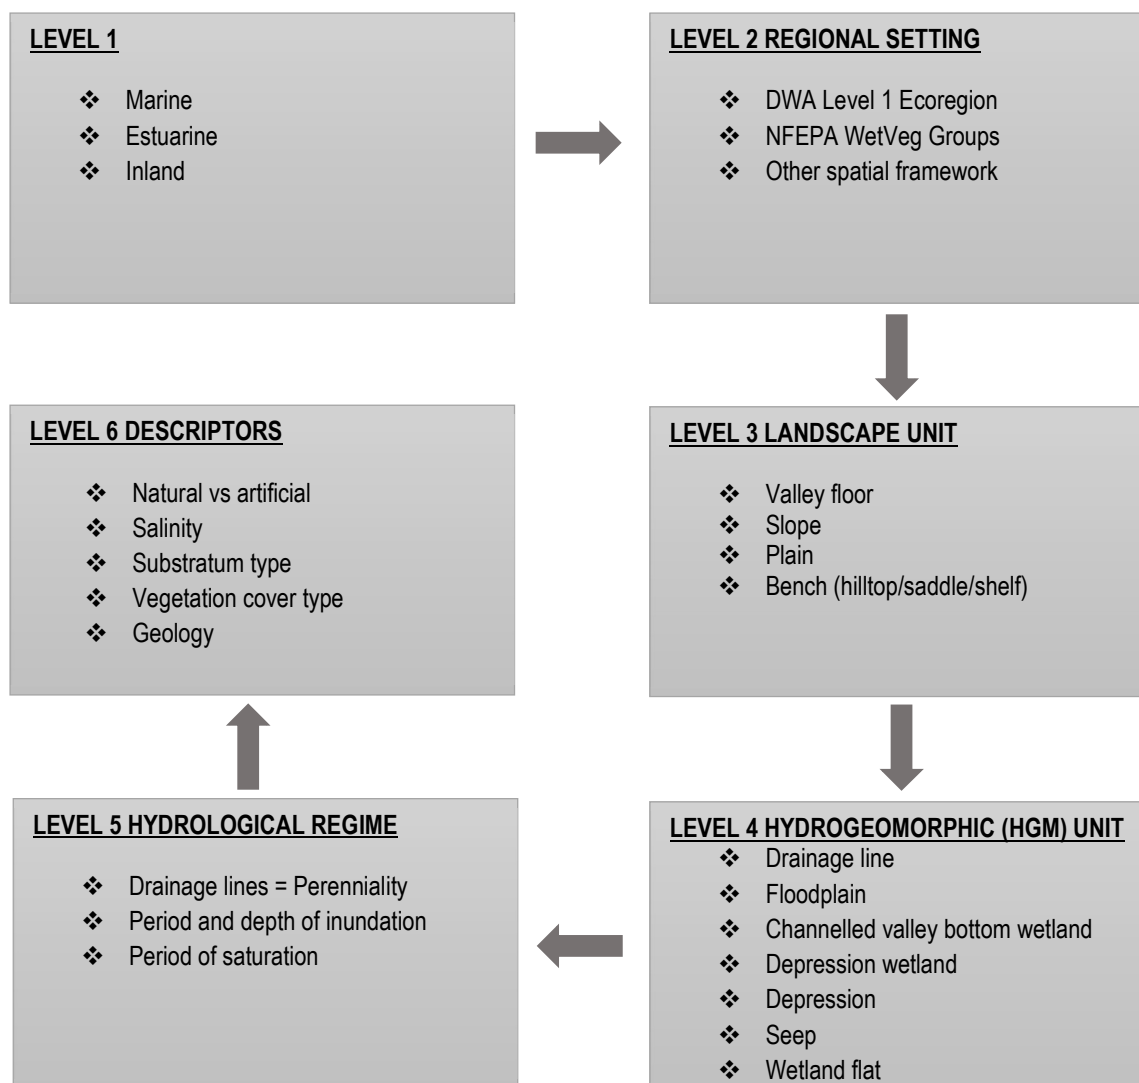 LEVEL 1
❖ Marine
❖ Estuarine
❖ Inland
LEVEL 2 REGIONAL SETTING
❖ DWA Level 1 Ecoregion
❖ NFEPA WetVeg Groups
❖ Other spatial framework
LEVEL 3 LANDSCAPE UNIT
❖ Valley floor
❖ Slope
❖ Plain
❖ Bench (hilltop/saddle/shelf)
LEVEL 4 HYDROGEOMORPHIC (HGM) UNIT
❖ Drainage line
❖ Floodplain
❖ Channelled valley bottom wetland
❖ Depression wetland
❖ Depression
❖ Seep
❖ Wetland flat
LEVEL 5 HYDROLOGICAL REGIME
❖ Drainage lines = Perenniality
❖ Period and depth of inundation
❖ Period of saturation
LEVEL 6 DESCRIPTORS
❖ Natural vs artificial
❖ Salinity
❖ Substratum type
❖ Vegetation cover type
❖ Geology